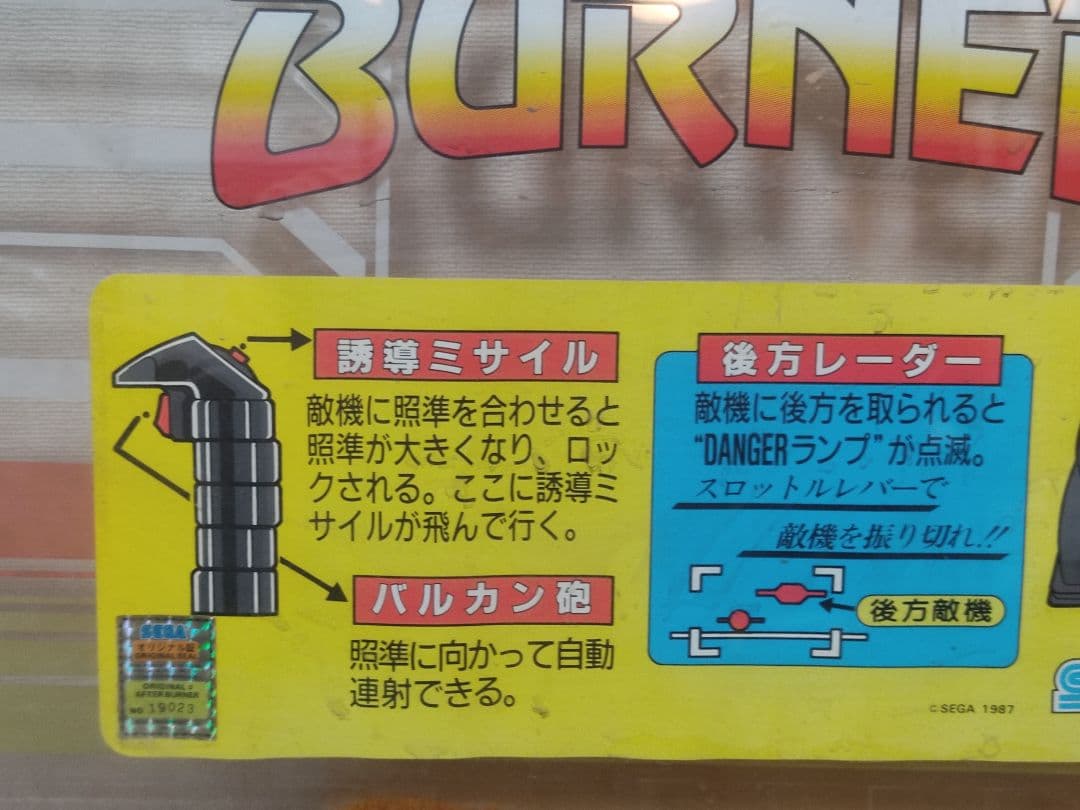 BURNE
誘導ミサイル
敵機に照準を合わせると
照準が大きくなり、ロッ
クされる。ここに誘導ミ
サイルが飛んで行く。
バルカン砲
照準に向かって自動
連射できる。
後方レーダー
敵機に後方を取られると
“DANGERランプ”が点滅。
スロットルレバーで
敵機を振り切れ!!
後方敵機
SEGA
オリジナル証
ORIGINAL SEAL
ORIGINAL
AFTER BURNER
NO. 19023
©SEGA 1987